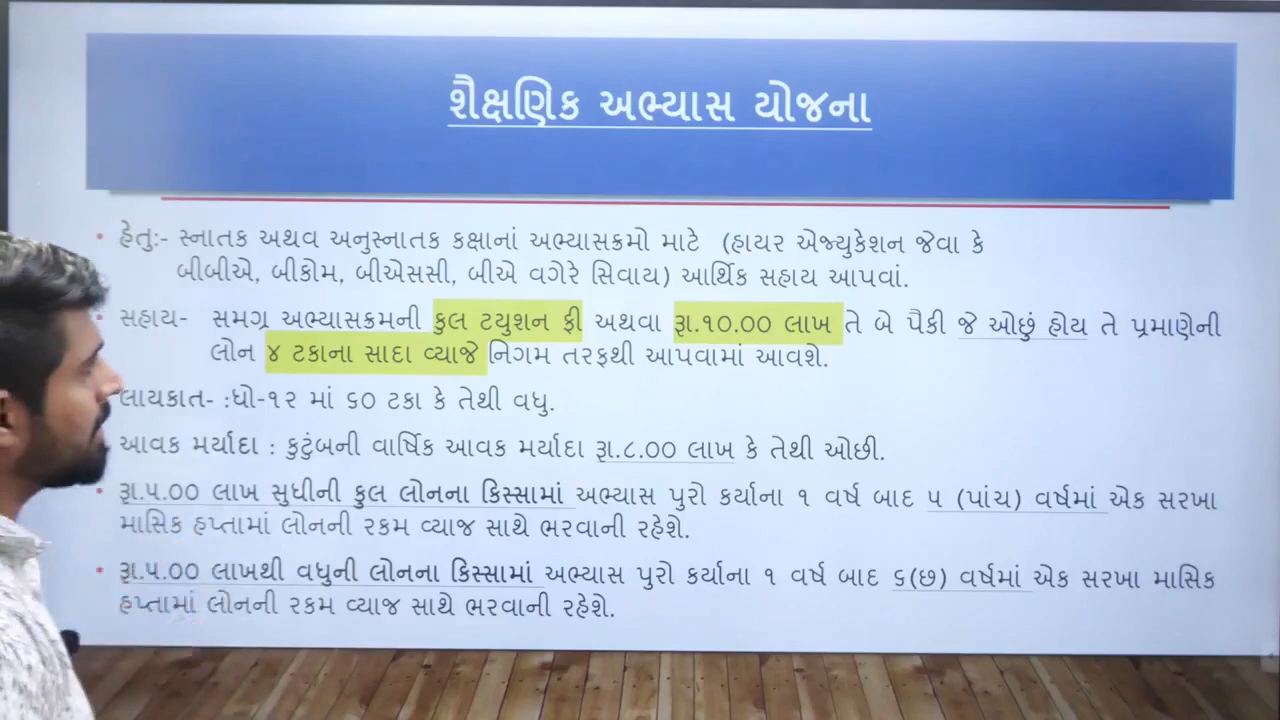 શૈક્ષણિક અભ્યાસ યોજના
• હેતુઃ- સ્નાતક અથવ અનુસ્નાતક કક્ષાનાં અભ્યાસક્રમો માટે (હાયર એજ્યુકેશન જેવા કે
બીબીએ, બીકોમ, બીએસસી, બીએ વગેરે સિવાય) આર્થિક સહાય આપવાં.
• સહાય- સમગ્ર અભ્યાસક્રમની કુલ ટયુશન ફી અથવા રૂા.૧૦.૦૦ લાખ તે બે પૈકી જે ઓછું હોય તે પ્રમાણેની
લોન ૪ ટકાના સાદા વ્યાજે નિગમ તરફથી આપવામાં આવશે.
લાયકાત- :ધો-૧૨ માં ૬૦ ટકા કે તેથી વધુ.
આવક મર્યાદા : કુટુંબની વાર્ષિક આવક મર્યાદા રૂા.૮.૦૦ લાખ કે તેથી ઓછી.
• રૂા.૫.૦૦ લાખ સુધીની કુલ લોનના કિસ્સામાં અભ્યાસ પુરો કર્યાના ૧ વર્ષ બાદ ૫ (પાંચ) વર્ષમાં એક સરખા
માસિક હપ્તામાં લોનની રકમ વ્યાજ સાથે ભરવાની રહેશે.
• રૂા.૫.૦૦ લાખથી વધુની લોનના કિસ્સામાં અભ્યાસ પુરો કર્યાના ૧ વર્ષ બાદ ૬(છ) વર્ષમાં એક સરખા માસિક
હપ્તામાં લોનની રકમ વ્યાજ સાથે ભરવાની રહેશે.